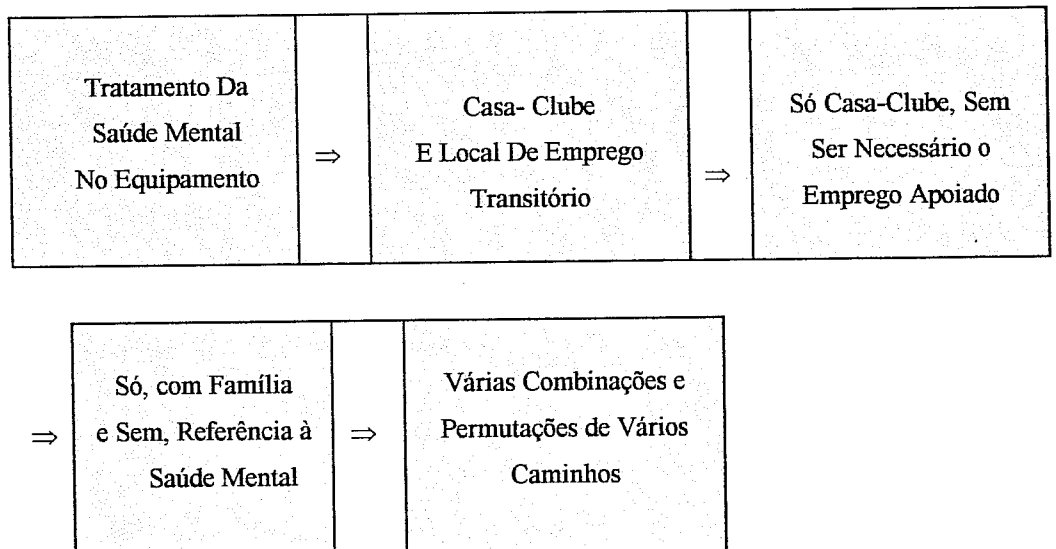 Tratamento Da
Saúde Mental
No Equipamento
⇒
Casa- Clube
E Local De Emprego
Transitório
⇒
Só Casa-Clube, Sem
Ser Necessário o
Emprego Apoiado
⇒
Só, com Família
e Sem, Referência à
Saúde Mental
⇒
Várias Combinações e
Permutações de Vários
Caminhos